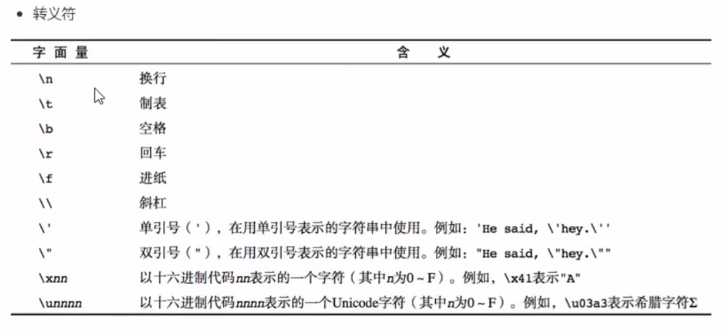 转义符
字面量 含义
\n 换行
\t 制表
\b 空格
\r 回车
\f 进纸
\\ 斜杠
\' 单引号（'），在用单引号表示的字符串中使用。例如：'He said, \'hey.\''
\" 双引号（"），在用双引号表示的字符串中使用。例如："He said, \"hey.\""
\xnn 以十六进制代码nn表示的一个字符（其中n为0～F）。例如，\x41表示"A"
\unnnn 以十六进制代码nnnn表示的一个Unicode字符（其中n为0～F）。例如，\u03a3表示希腊字符Σ